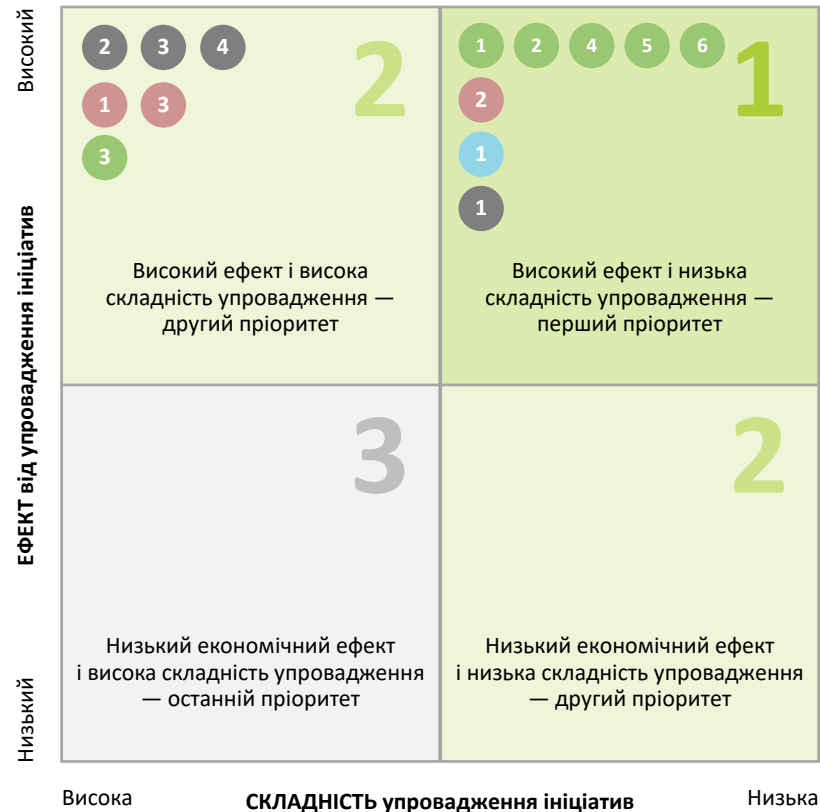 Високий
2 3 4
2
1 3
3
Високий ефект і висока
складність упровадження —
другий пріоритет
1 2 4 5 6
1
2
1
1
Високий ефект і низька
складність упровадження —
перший пріоритет
ЕФЕКТ від упровадження ініціатив
3
Низький економічний ефект
і висока складність упровадження
— останній пріоритет
2
Низький економічний ефект
і низька складність упровадження
— другий пріоритет
Низький
Висока
СКЛАДНІСТЬ упровадження ініціатив
Низька